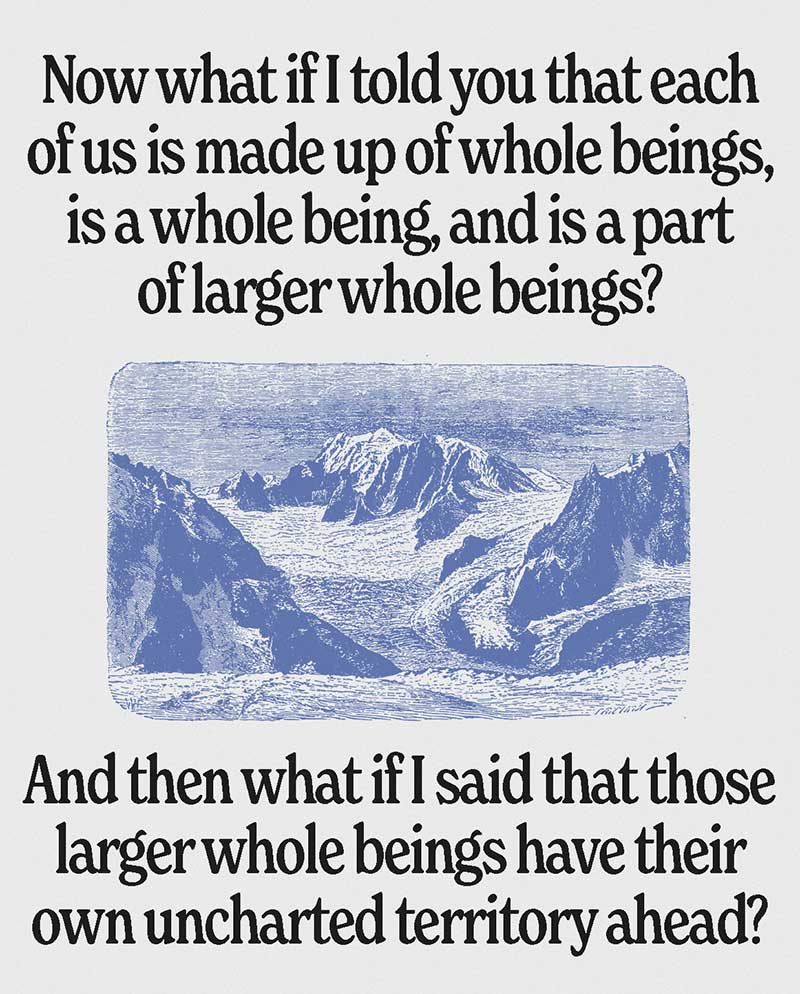 Now what if I told you that each
of us is made up of whole beings,
is a whole being, and is a part
of larger whole beings?
And then what if I said that those
larger whole beings have their
own uncharted territory ahead?